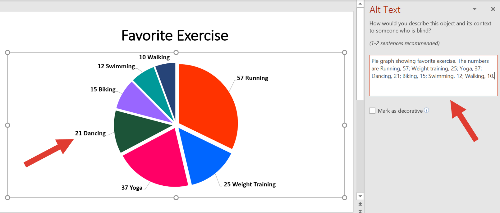 Favorite Exercise
10 Walking
12 Swimming
15 Biking
21 Dancing
37 Yoga
25 Weight Training
57 Running
Alt Text
How would you describe this object and its context
to someone who is blind?
(1-2 sentences recommended)
Pie graph showing favorite exercise. The numbers
are Running, 57; Weight training, 25; Yoga, 37;
Dancing, 21; Biking, 15; Swimming, 12; Walking, 10.
Mark as decorative